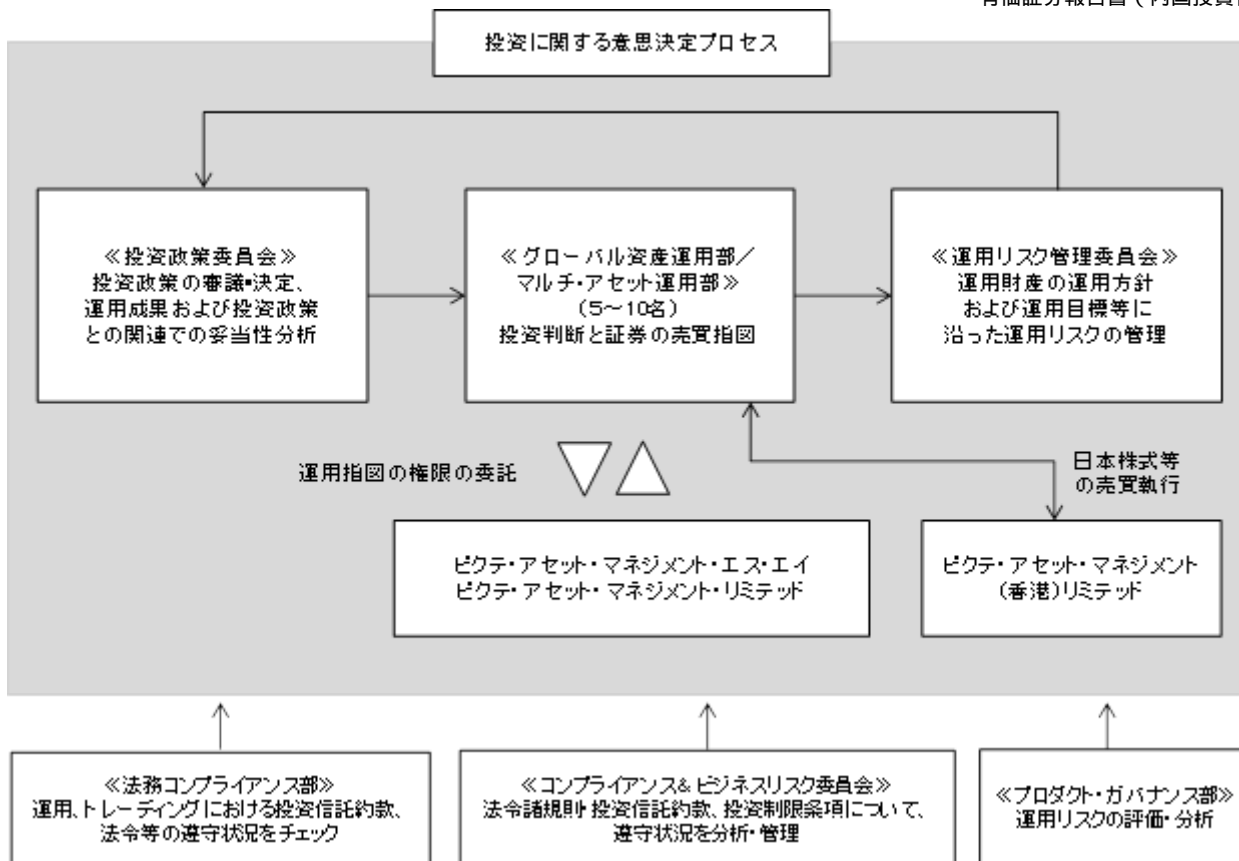 有価証券報告書(内国投資信
投資に関する意思決定プロセス
≪投資政策委員会≫
投資政策の審議・決定、
運用成果および投資政策
との関連での妥当性分析
≪グローバル資産運用部/
マルチ・アセット運用部≫
(5~10名)
投資判断と証券の売買指図
≪運用リスク管理委員会≫
運用財産の運用方針
および運用目標等に
沿った運用リスクの管理
運用指図の権限の委託
日本株式等
の売買執行
ピクテ・アセット・マネジメント・エス・エイ
ピクテ・アセット・マネジメント・リミテッド
ピクテ・アセット・マネジメント
(香港)リミテッド
≪法務コンプライアンス部≫
運用、トレーディングにおける投資信託約款、
法令等の遵守状況をチェック
≪コンプライアンス&ビジネスリスク委員会≫
法令諸規則・投資信託約款、投資制限条項について、
遵守状況を分析・管理
≪プロダクト・ガバナンス部≫
運用リスクの評価・分析